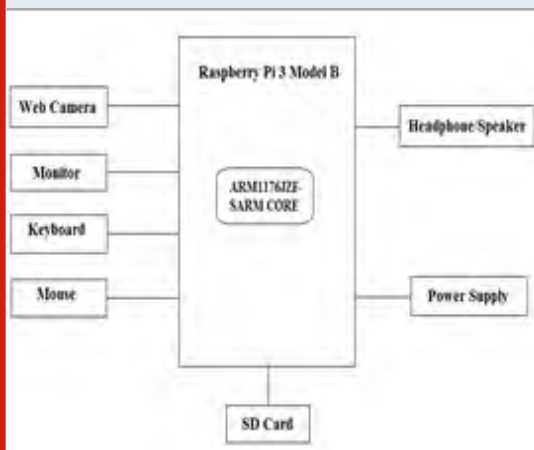 Raspberry Pi 3 Model B
Web Camera
Headphone/Speaker
Monitor
ARM1176JZF-
SARM CORE
Keyboard
Mouse
Power Supply
SD Card